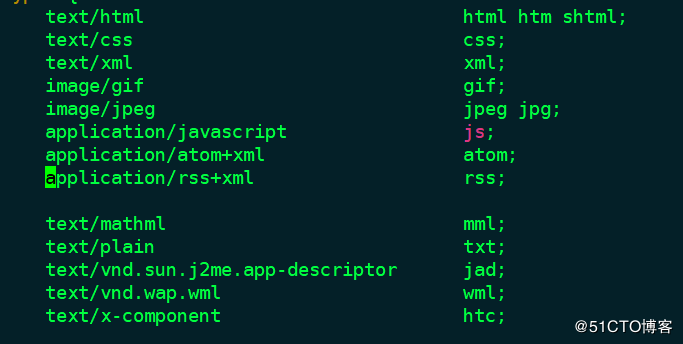 text/html html htm shtml;
text/css css;
text/xml xml;
image/gif gif;
image/jpeg jpeg jpg;
application/javascript js;
application/atom+xml atom;
application/rss+xml rss;
text/mathml mml;
text/plain txt;
text/vnd.sun.j2me.app-descriptor jad;
text/vnd.wap.wml wml;
text/x-component htc;
@51CTO博客